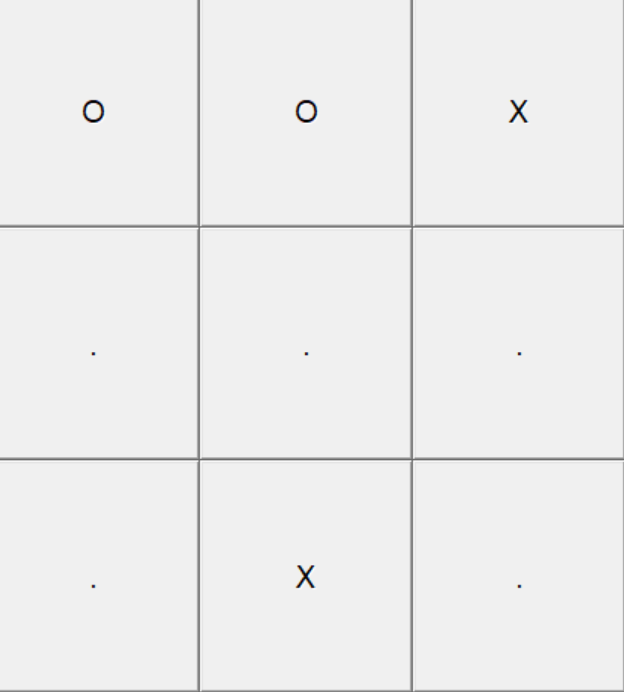 O O X
. . .
. X .